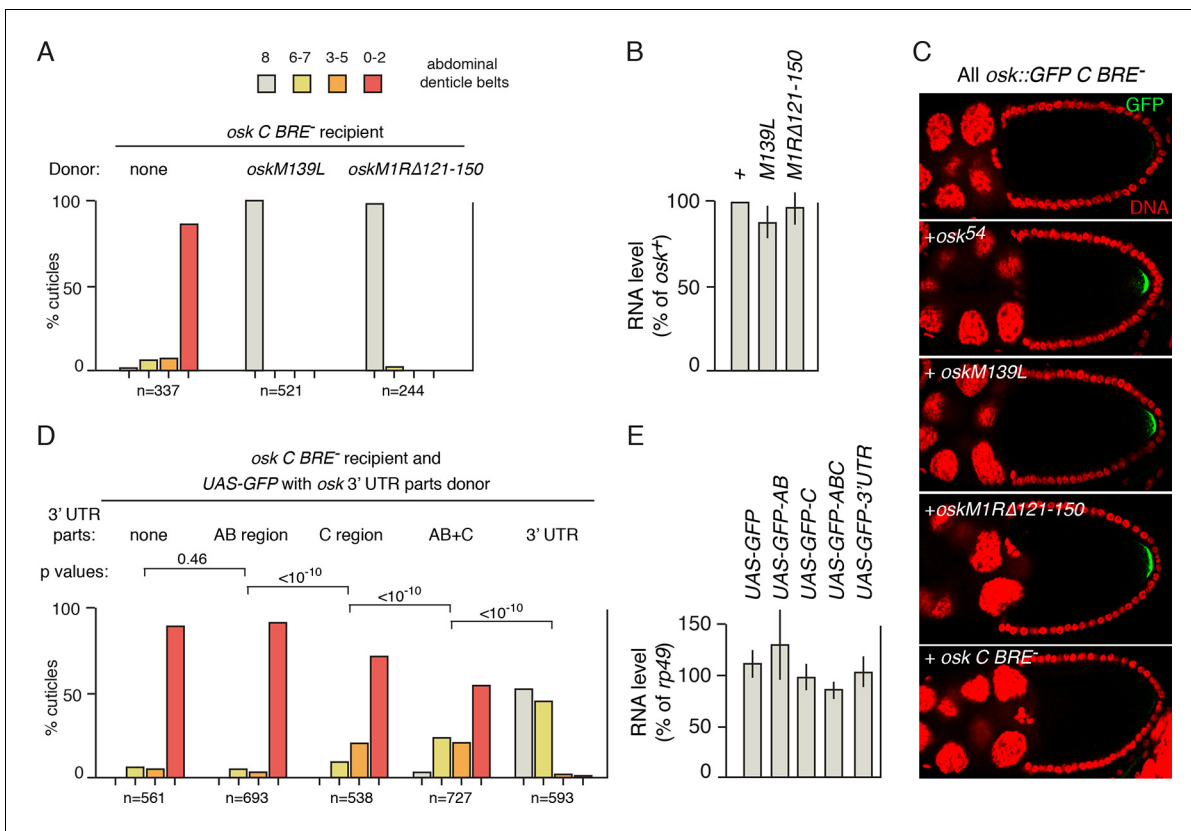 A
8 6-7 3-5 0-2
abdominal
denticle belts
osk C BRE- recipient
Donor: none oskM139L oskM1RΔ121-150
100
50
0
% cuticles
n=337 n=521 n=244
B
+
M139L
M1RΔ121-150
100
50
0
RNA level
(% of osk+)
C
All osk::GFP C BRE-
GFP
DNA
+osk54
+ oskM139L
+oskM1RΔ121-150
+ osk C BRE-
D
osk C BRE- recipient and
UAS-GFP with osk 3' UTR parts donor
3' UTR
parts: none AB region C region AB+C 3' UTR
p values: 0.46 <10-10 <10-10 <10-10
100
50
0
% cuticles
n=561 n=693 n=538 n=727 n=593
E
UAS-GFP
UAS-GFP-AB
UAS-GFP-C
UAS-GFP-ABC
UAS-GFP-3'UTR
150
100
50
0
RNA level
(% of rp49)